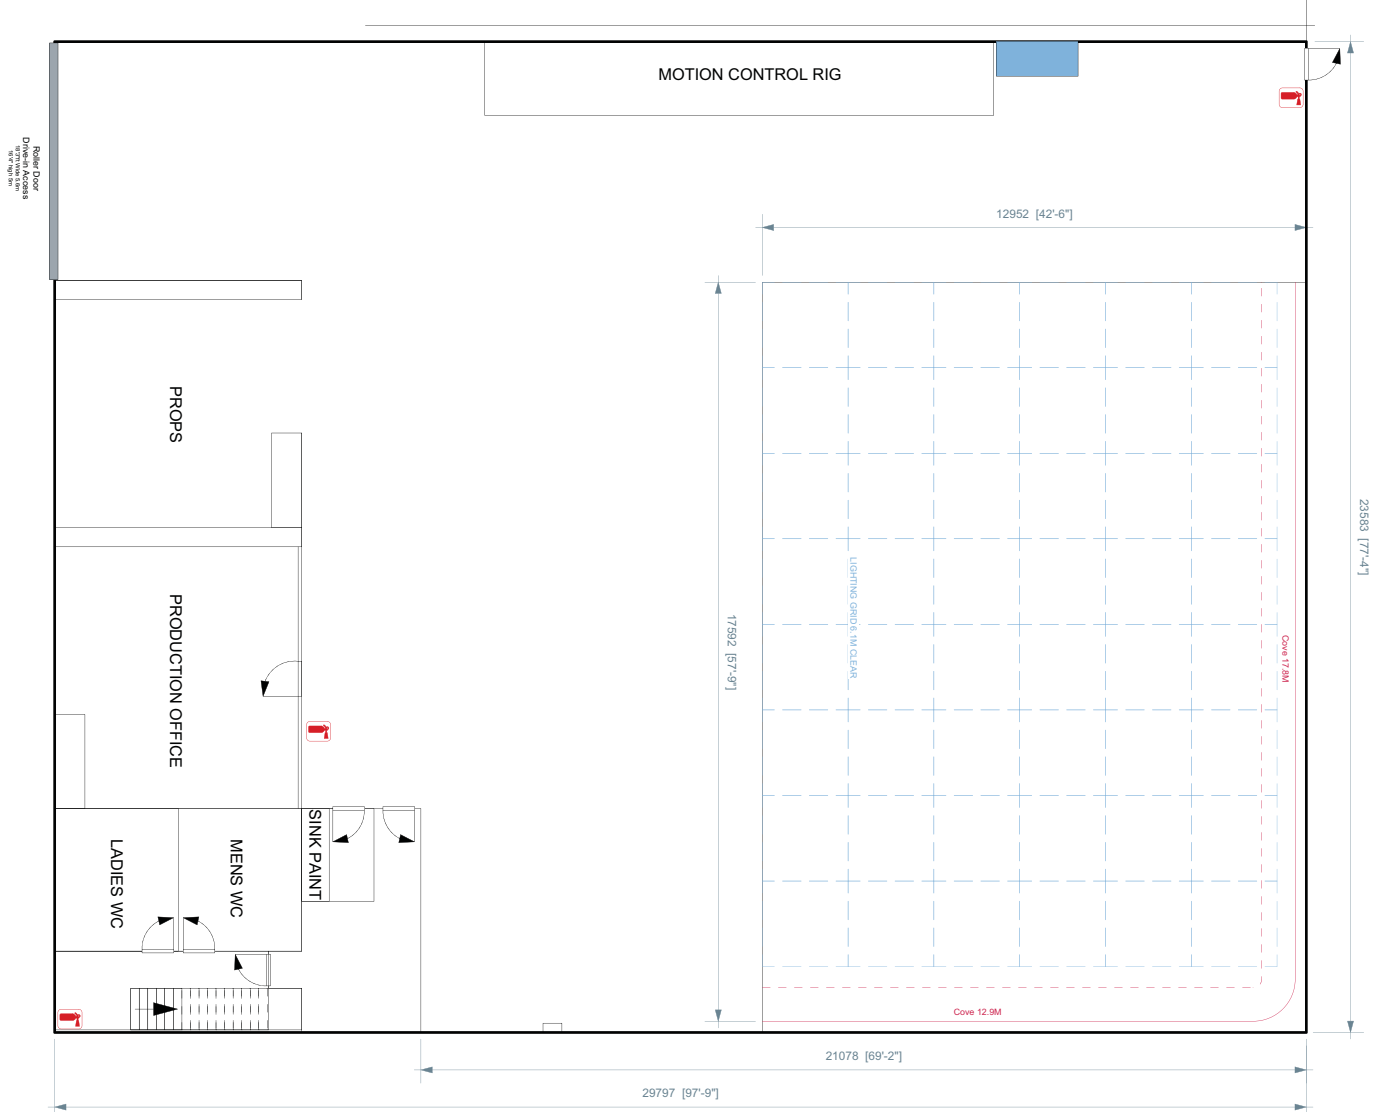 MOTION CONTROL RIG
Roller Door
Drive-in Access
12952 [42'-6"]
PROPS
23583 [77'-4"]
LIGHTING GRID 6.1M CLEAR
17592 [57'-9"]
Cove 17.8M
PRODUCTION OFFICE
SINK PAINT
LADIES WC
MENS WC
Cove 12.9M
21078 [69'-2"]
29797 [97'-9"]